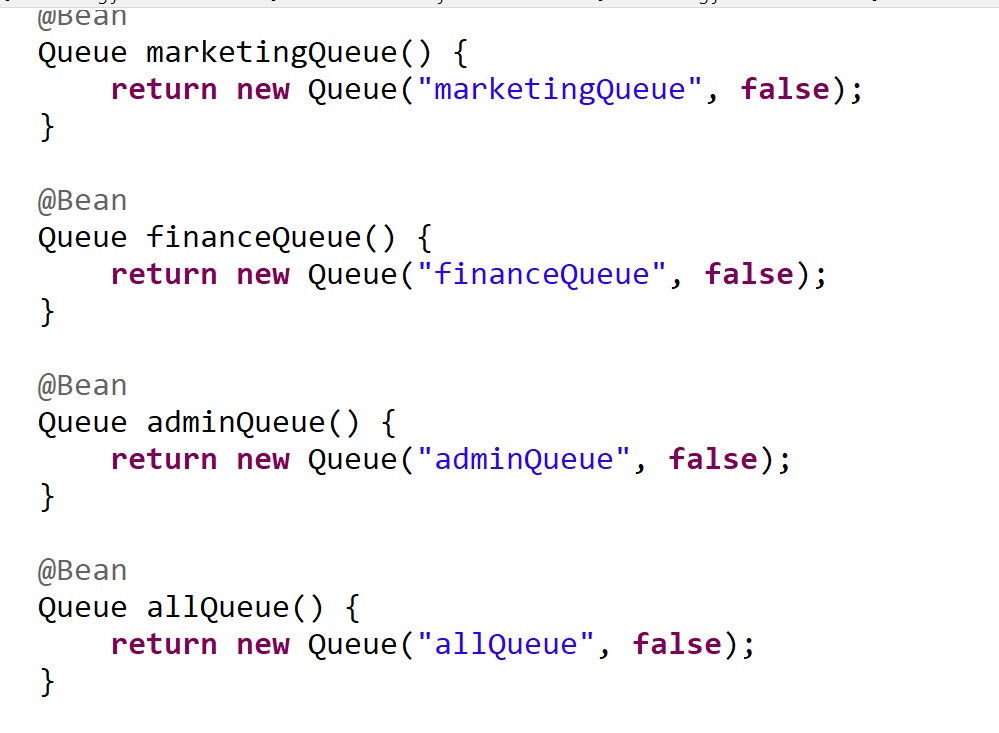 @Bean
Queue marketingQueue() {
    return new Queue("marketingQueue", false);
}
@Bean
Queue financeQueue() {
    return new Queue("financeQueue", false);
}
@Bean
Queue adminQueue() {
    return new Queue("adminQueue", false);
}
@Bean
Queue allQueue() {
    return new Queue("allQueue", false);
}